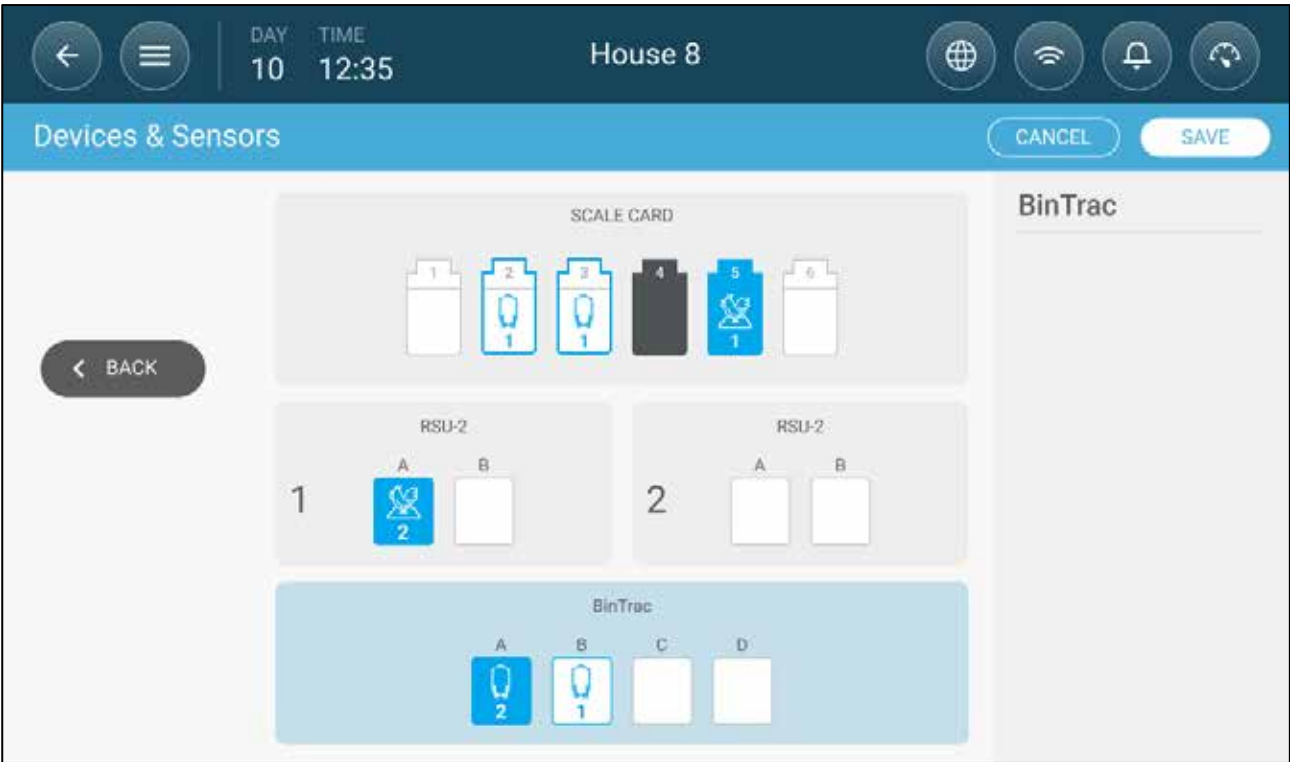 DAY TIME
10 12:35
House 8
Devices & Sensors
CANCEL
SAVE
BinTrac
SCALE CARD
1 2 3 4 5 6
1 1 1
BACK
RSU-2
A B
1
2
RSU-2
A B
2
BinTrac
A B C D
2 1